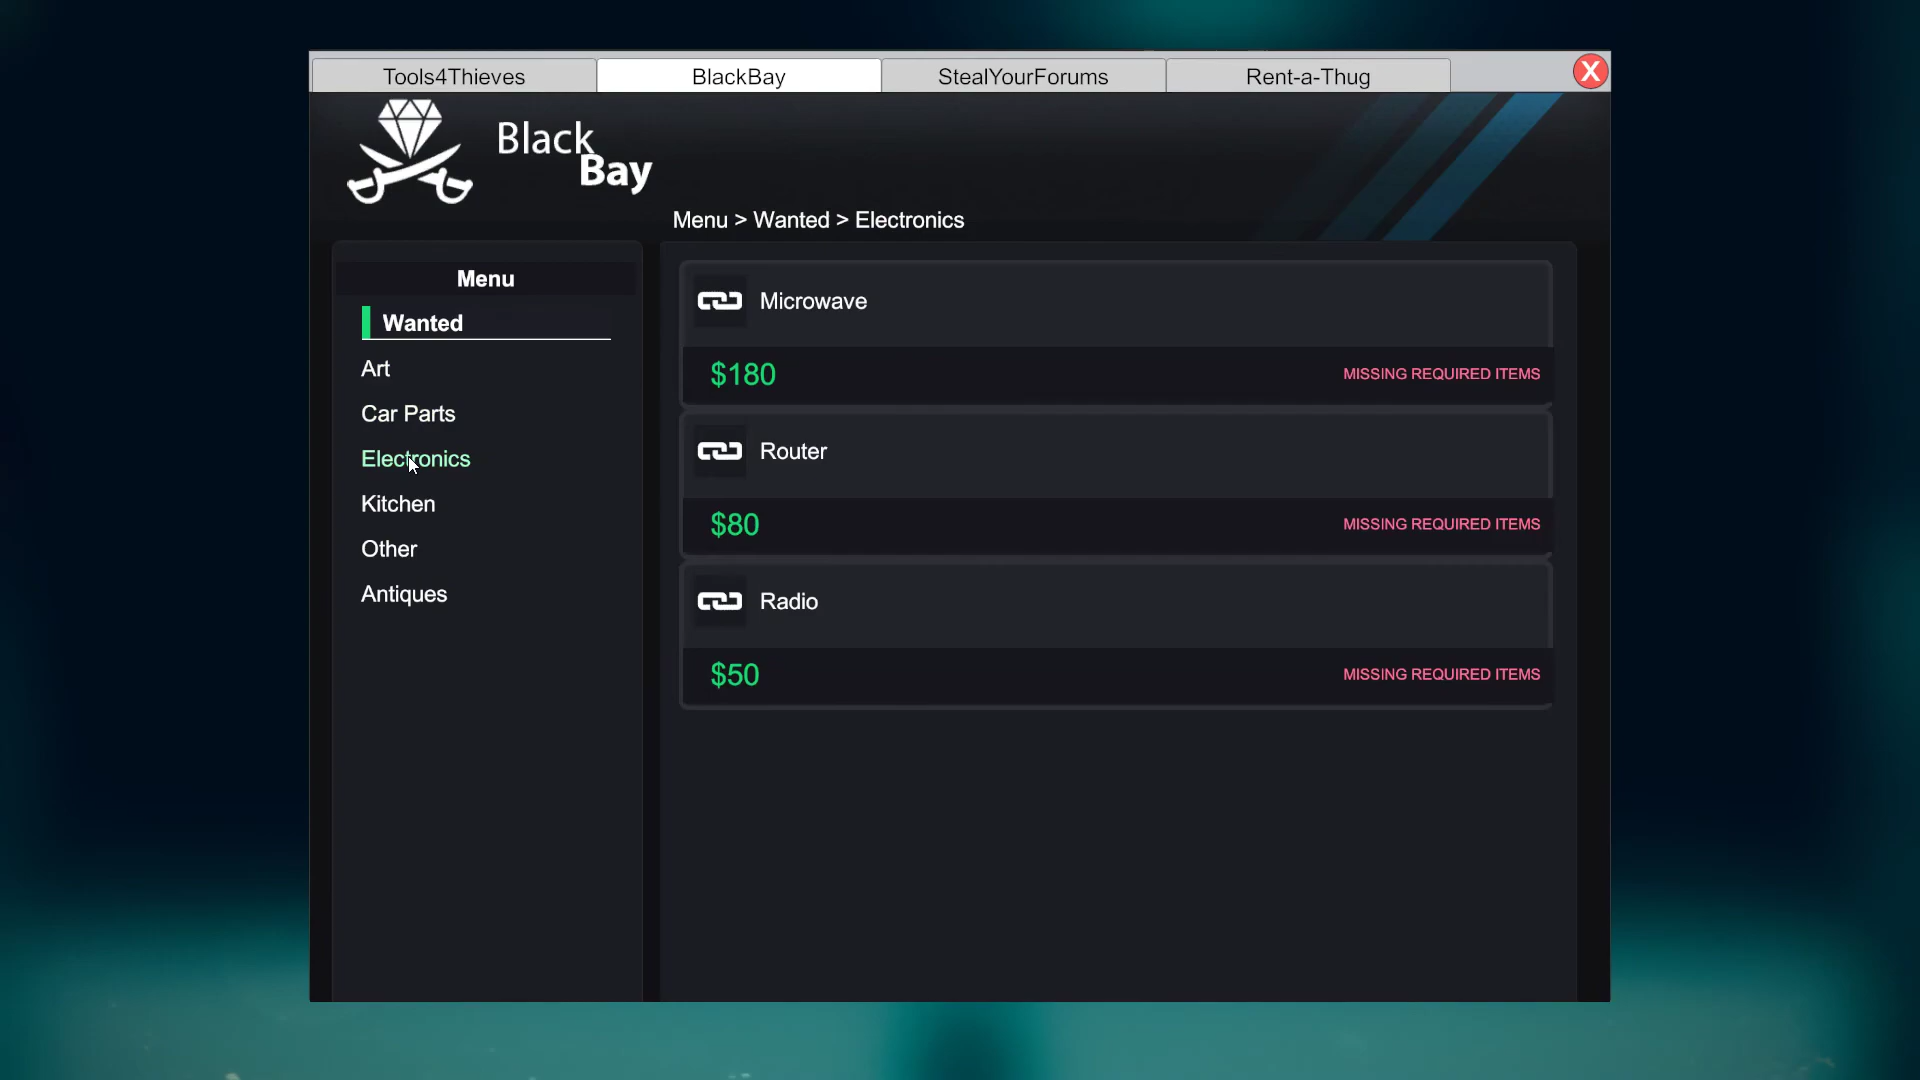 Tools4Thieves
BlackBay
StealYourForums
Rent-a-Thug
X
Black
Bay
Menu > Wanted > Electronics
Menu
Wanted
Art
Car Parts
Electronics
Kitchen
Other
Antiques
Microwave
$180
MISSING REQUIRED ITEMS
Router
$80
MISSING REQUIRED ITEMS
Radio
$50
MISSING REQUIRED ITEMS